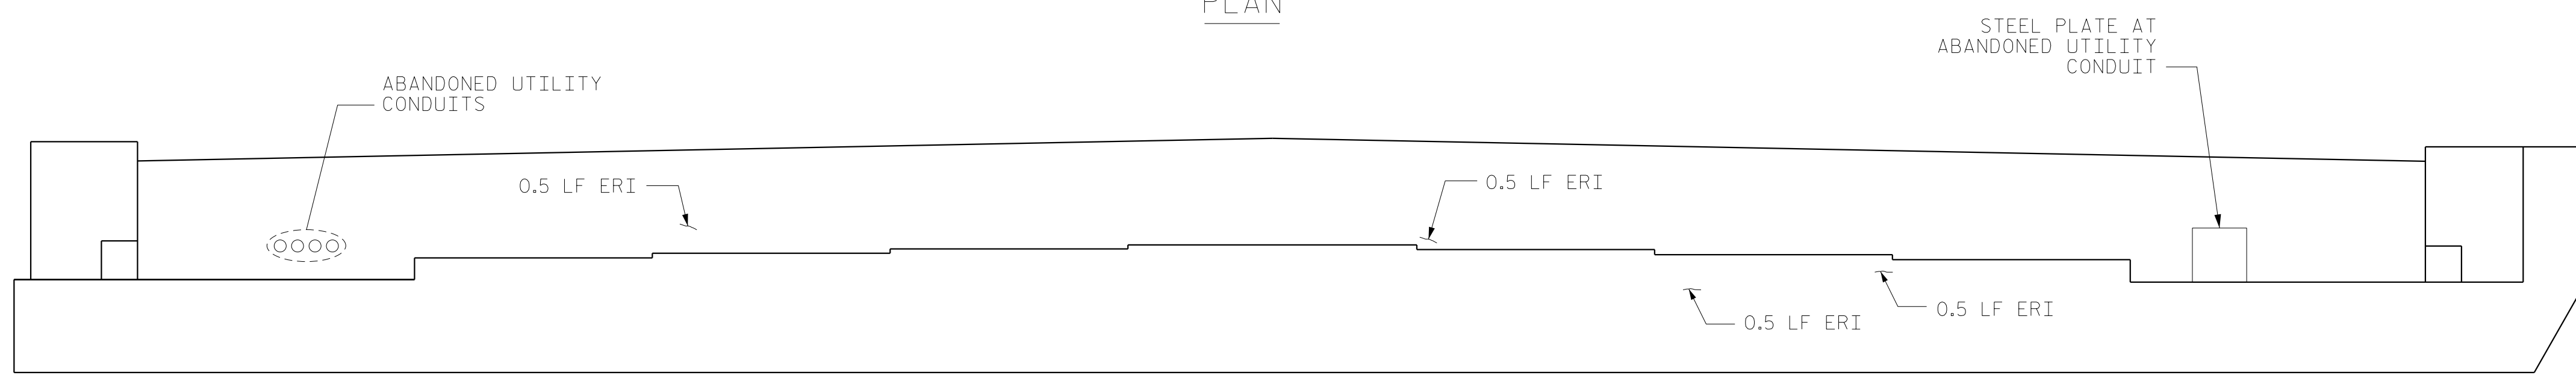 PLAN
STEEL PLATE AT
ABANDONED UTILITY
CONDUIT
ABANDONED UTILITY
CONDUITS
0.5 LF ERI
0.5 LF ERI
0.5 LF ERI
0.5 LF ERI